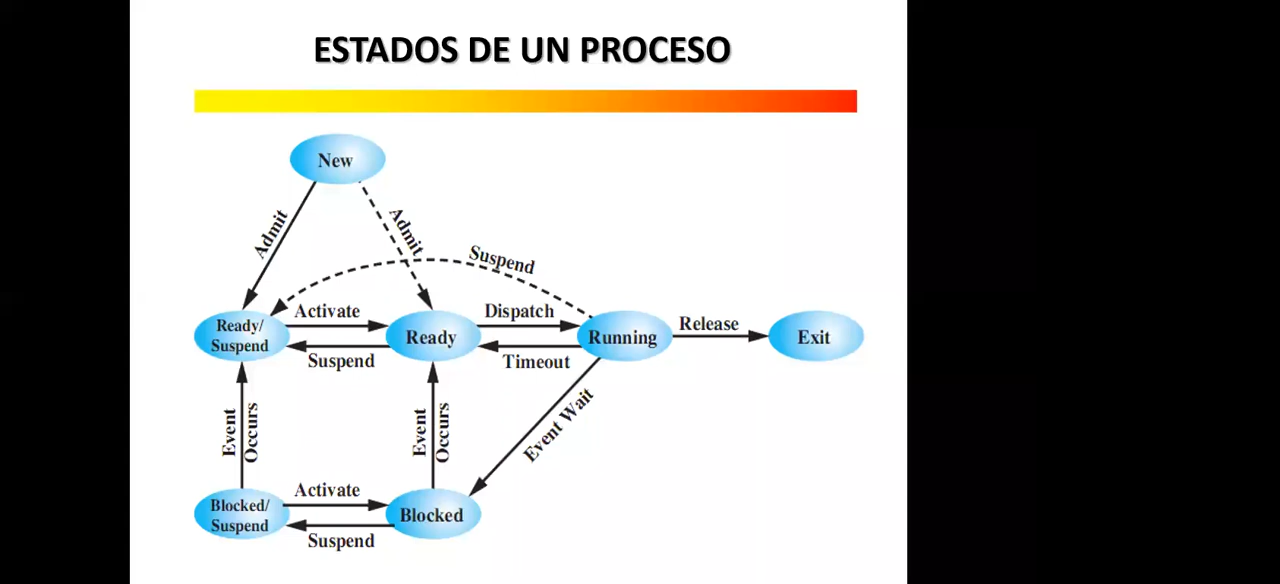 ESTADOS DE UN PROCESO
New
Admit
Admit
Suspend
Ready/
Suspend
Activate
Suspend
Ready
Dispatch
Timeout
Running
Release
Exit
Event
Occurs
Event
Occurs
Event Wait
Blocked/
Suspend
Activate
Suspend
Blocked